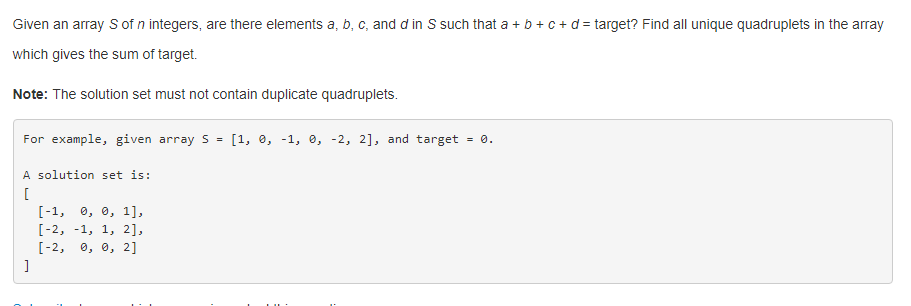 Given an array S of n integers, are there elements a, b, c, and d in S such that a + b + c + d = target? Find all unique quadruplets in the array
which gives the sum of target.
Note: The solution set must not contain duplicate quadruplets.
For example, given array S = [1, 0, -1, 0, -2, 2], and target = 0.
A solution set is:
[
  [-1,  0, 0, 1],
  [-2, -1, 1, 2],
  [-2,  0, 0, 2]
]